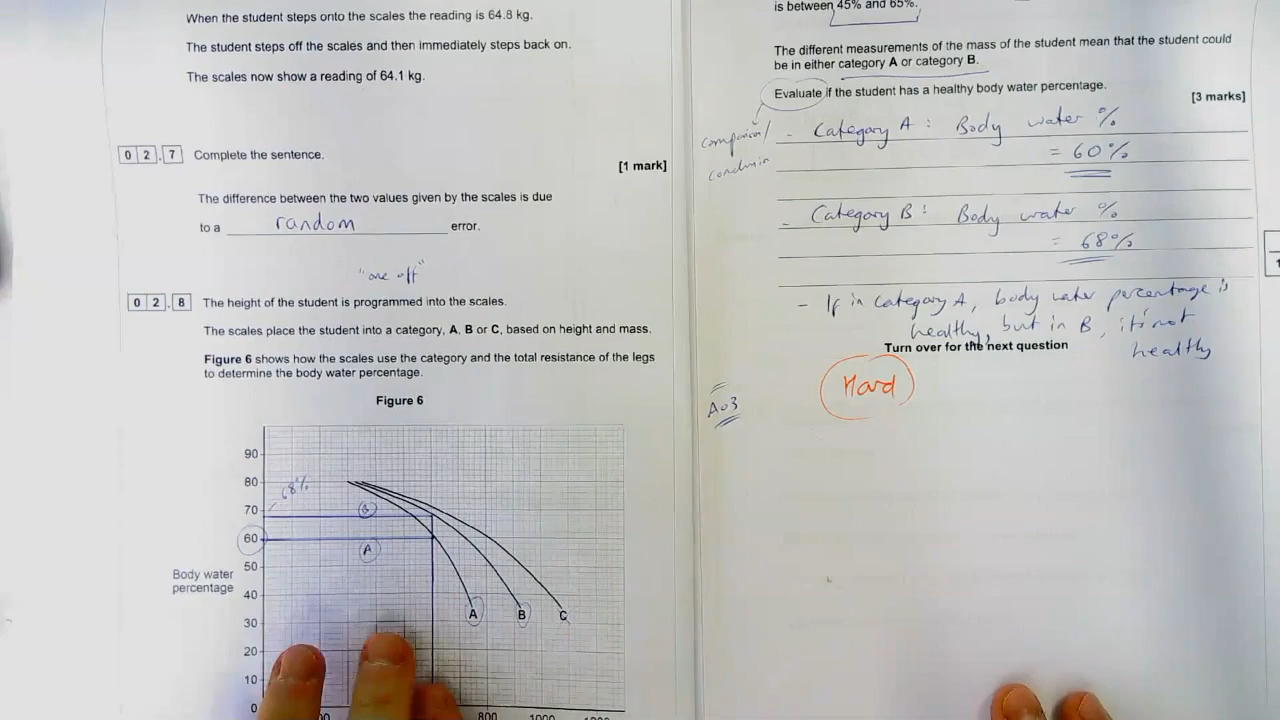 When the student steps onto the scales the reading is 64.8 kg.
The student steps off the scales and then immediately steps back on.
The scales now show a reading of 64.1 kg.
0 2 . 7 Complete the sentence.
[1 mark]
The difference between the two values given by the scales is due
to a random error.
"one off"
0 2 . 8 The height of the student is programmed into the scales.
The scales place the student into a category, A, B or C, based on height and mass.
Figure 6 shows how the scales use the category and the total resistance of the legs
to determine the body water percentage.
Figure 6
90
80
68%
70
B
60
A
50
Body water
percentage
40
30
A B C
20
10
0
800 1000
is between 45% and 65%.
The different measurements of the mass of the student mean that the student could
be in either category A or category B.
Evaluate if the student has a healthy body water percentage.
[3 marks]
- Category A : Body water %
= 60%
- Category B : Body water %
= 68%
- If in Category A, body water percentage is
healthy, but in B, it's not
healthy
Turn over for the next question
Hard
AO3